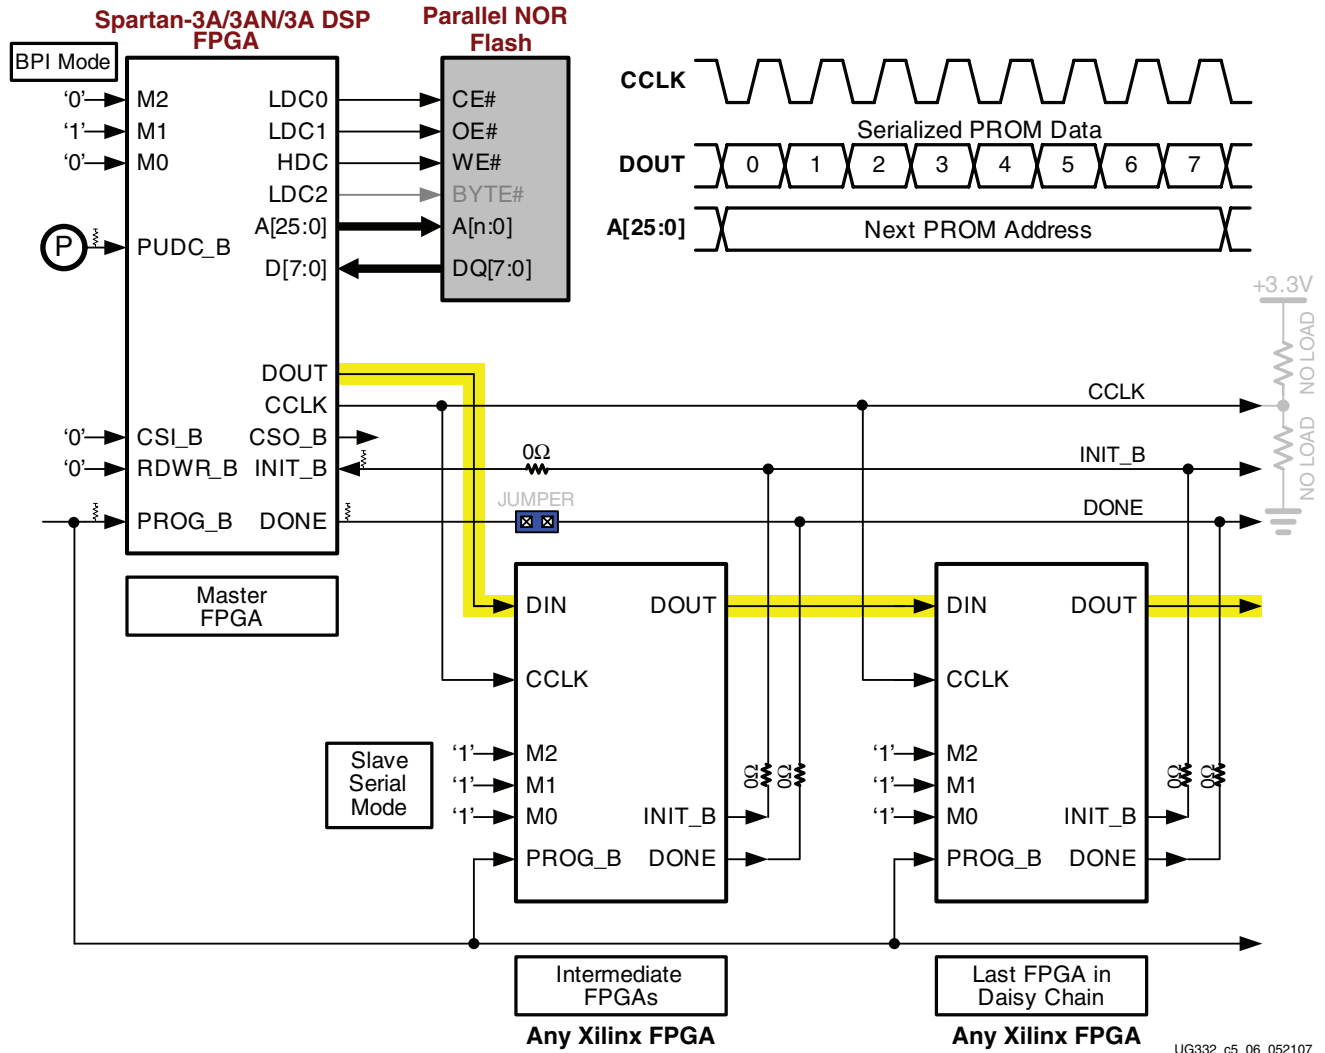 Spartan-3A/3AN/3A DSP
FPGA
Parallel NOR
Flash
BPI Mode
'0'
M2
LDC0
CE#
'1'
M1
LDC1
OE#
'0'
M0
HDC
WE#
LDC2
BYTE#
A[25:0]
A[n:0]
P
PUDC_B
D[7:0]
DQ[7:0]
CCLK
Serialized PROM Data
DOUT
0 1 2 3 4 5 6 7
A[25:0]
Next PROM Address
+3.3V
NO LOAD
NO LOAD
DOUT
CCLK
CCLK
'0'
CSI_B
CSO_B
'0'
RDWR_B
INIT_B
0Ω
INIT_B
JUMPER
PROG_B
DONE
DONE
Master
FPGA
DIN
DOUT
DIN
DOUT
CCLK
CCLK
Slave
Serial
Mode
'1'
M2
'1'
M1
'1'
M0
INIT_B
PROG_B
DONE
0Ω
0Ω
'1'
M2
'1'
M1
'1'
M0
INIT_B
PROG_B
DONE
0Ω
0Ω
Intermediate
FPGAs
Any Xilinx FPGA
Last FPGA in
Daisy Chain
Any Xilinx FPGA
UG332_c5_06_052107